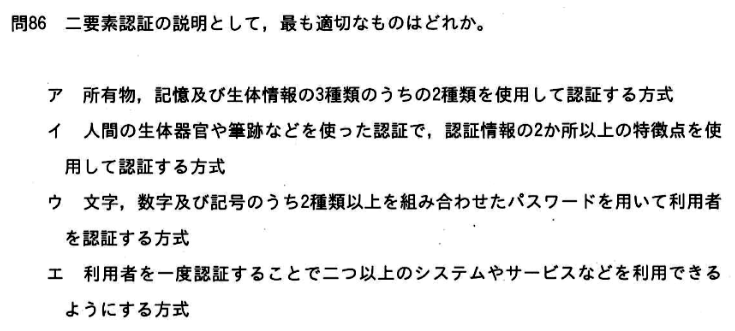 問86 二要素認証の説明として，最も適切なものはどれか。
ア 所有物，記憶及び生体情報の3種類のうちの2種類を使用して認証する方式
イ 人間の生体器官や筆跡などを使った認証で，認証情報の2か所以上の特徴点を使
用して認証する方式
ウ 文字，数字及び記号のうち2種類以上を組み合わせたパスワードを用いて利用者
を認証する方式
エ 利用者を一度認証することで二つ以上のシステムやサービスなどを利用できる
ようにする方式